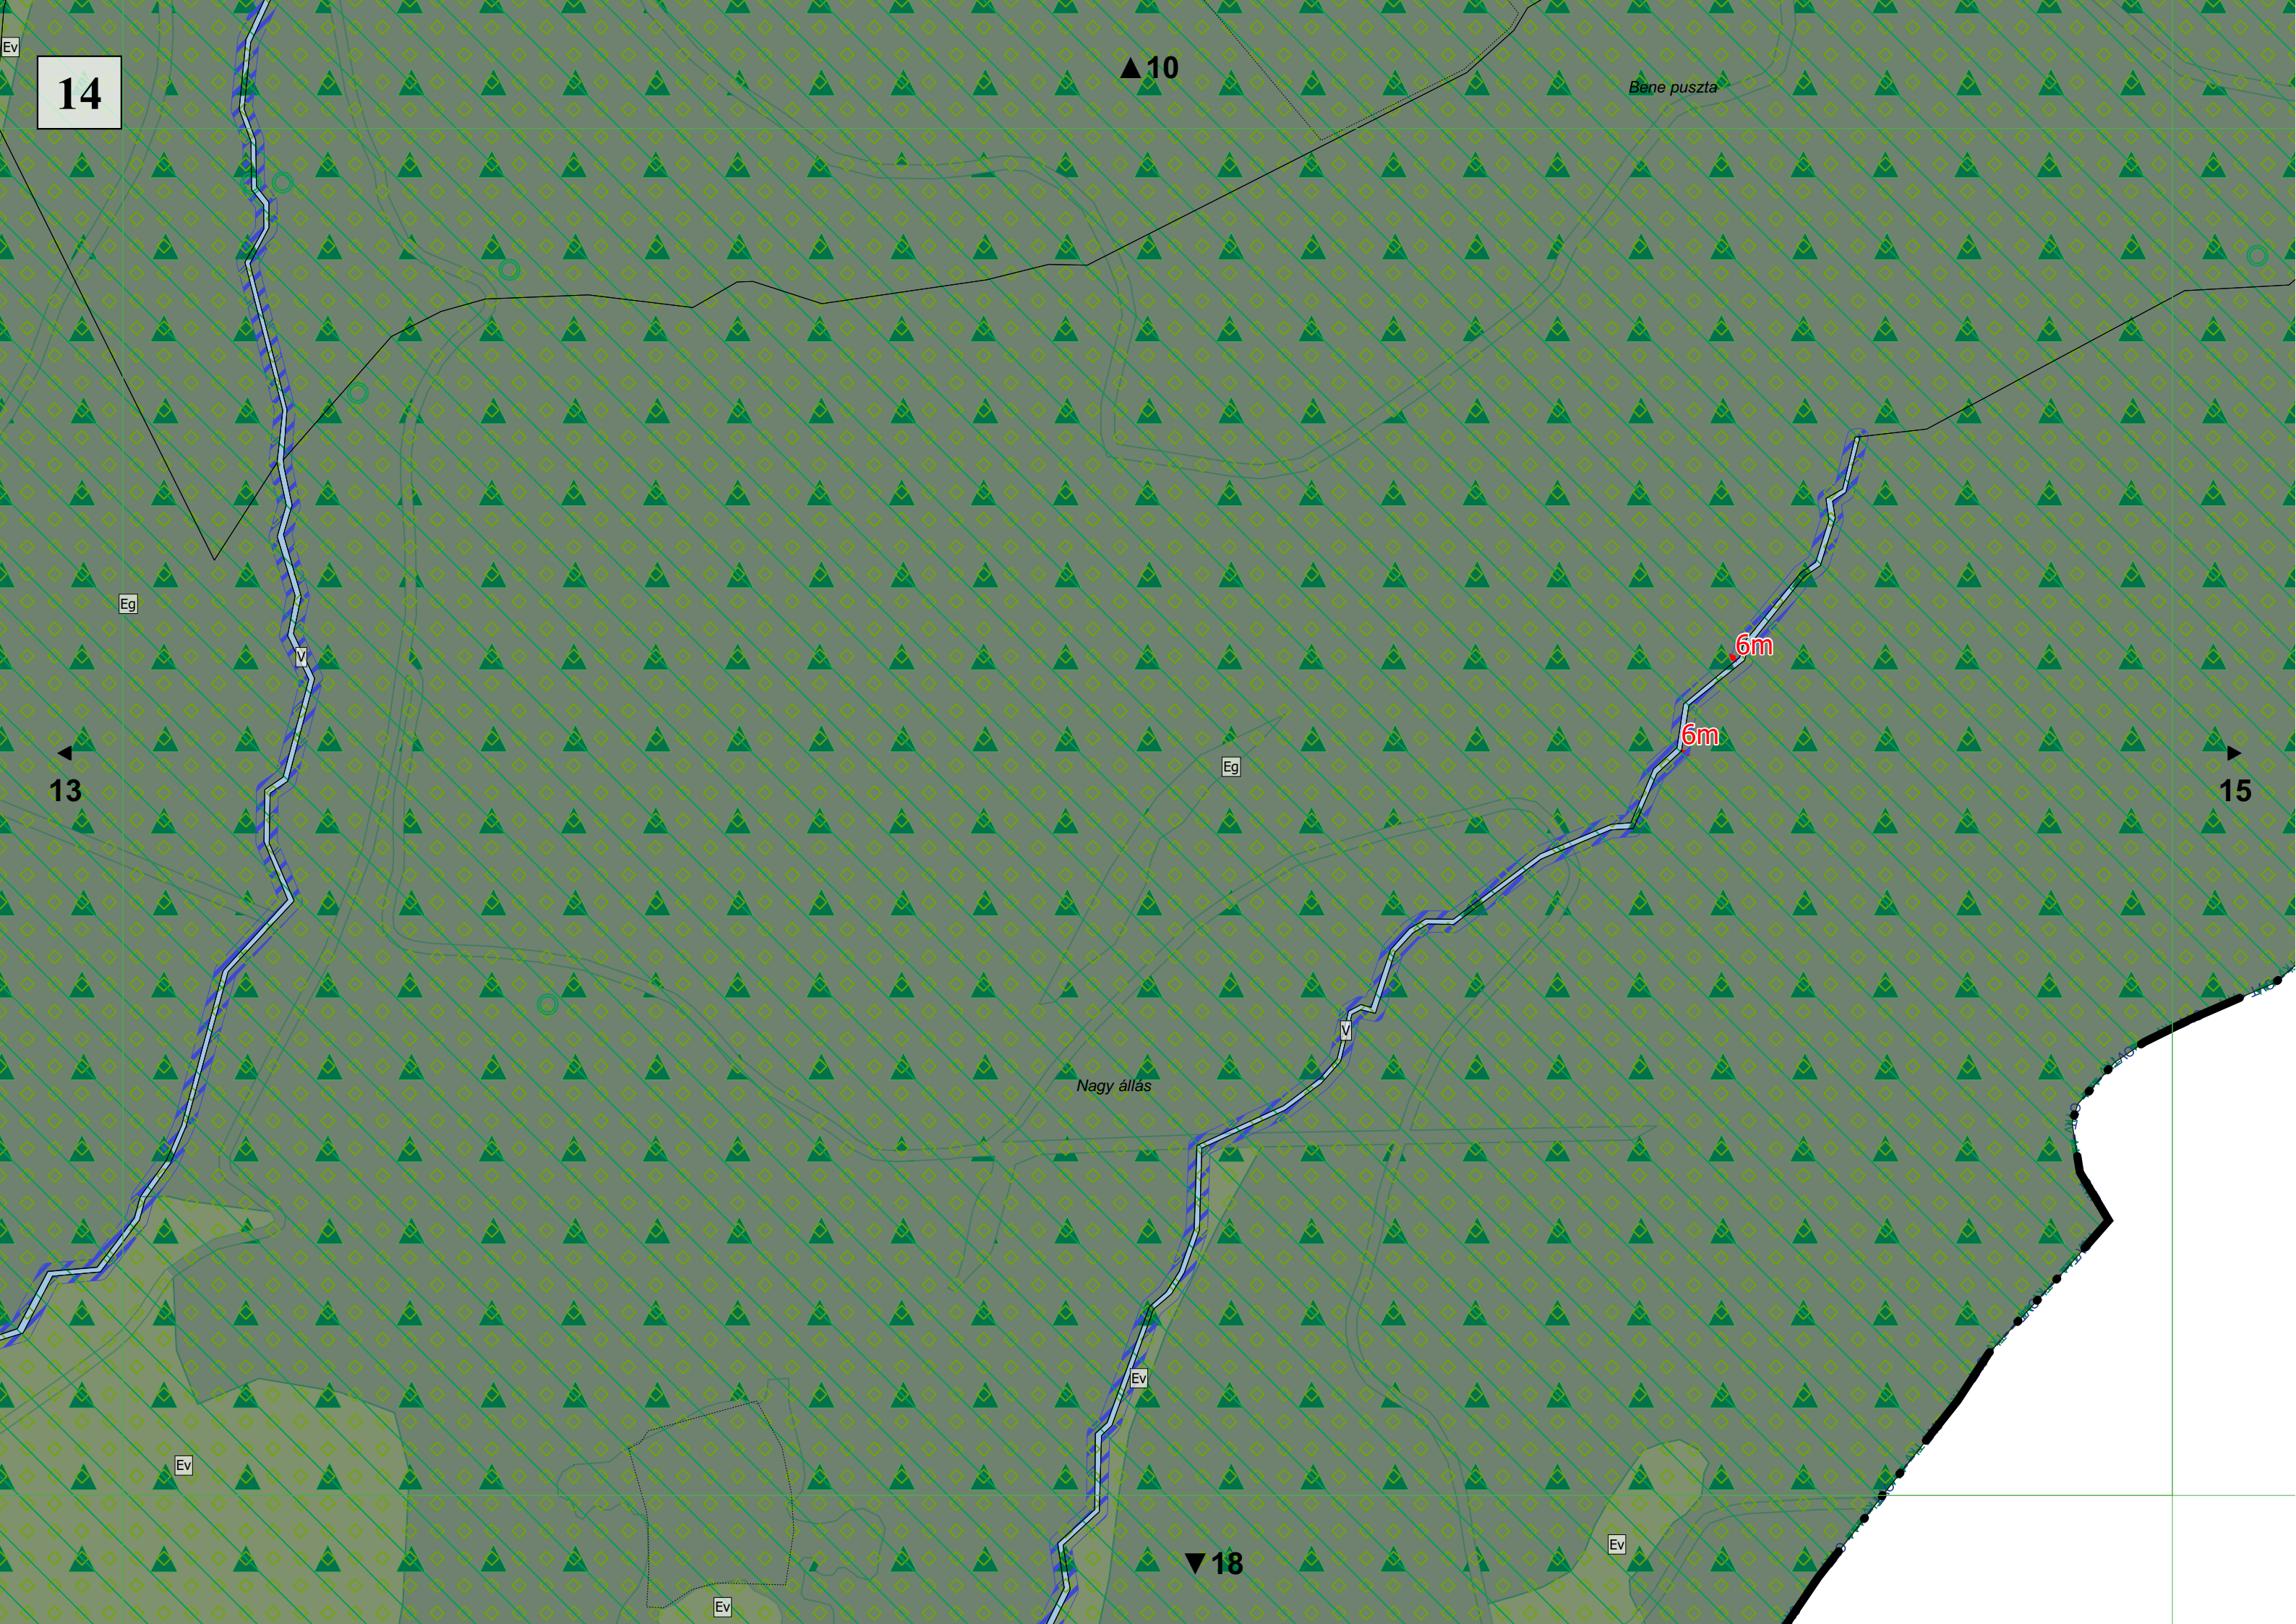 Ev
14
▲10
Bene puszta
Eg
V
6m
6m
◄
13
Eg
►
15
V
Nagy állás
Ev
Ev
Ev
▼18
Ev